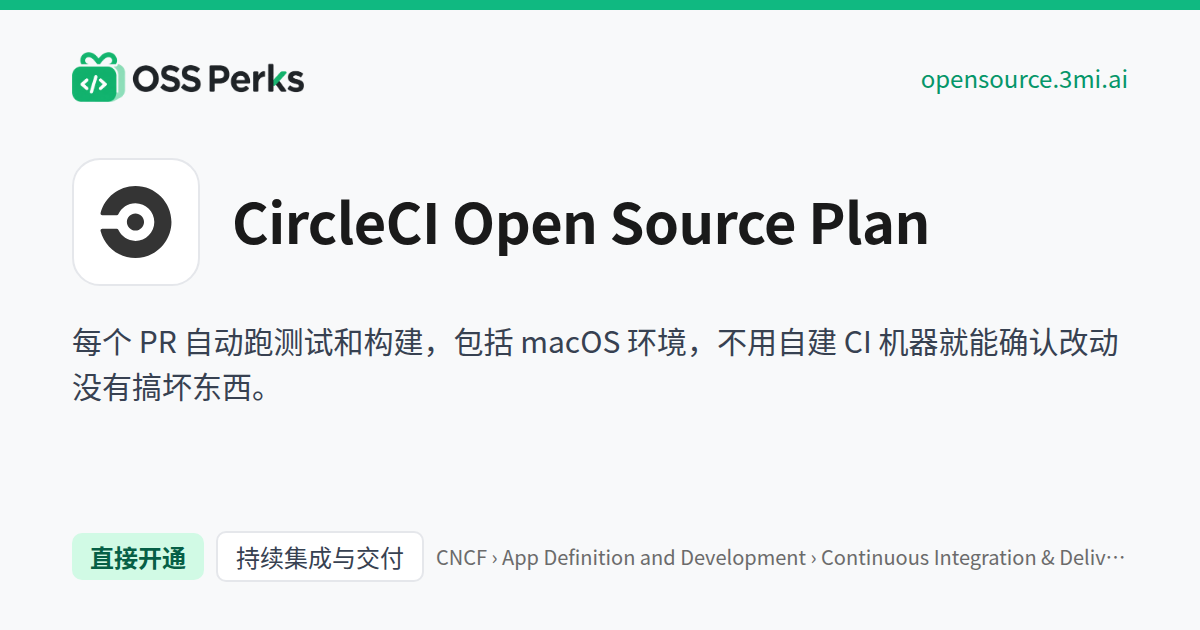 OSS Perks
opensource.3mi.ai
CircleCI Open Source Plan
每个 PR 自动跑测试和构建，包括 macOS 环境，不用自建 CI 机器就能确认改动
没有搞坏东西。
直接开通
持续集成与交付
CNCF › App Definition and Development › Continuous Integration & Deliv…